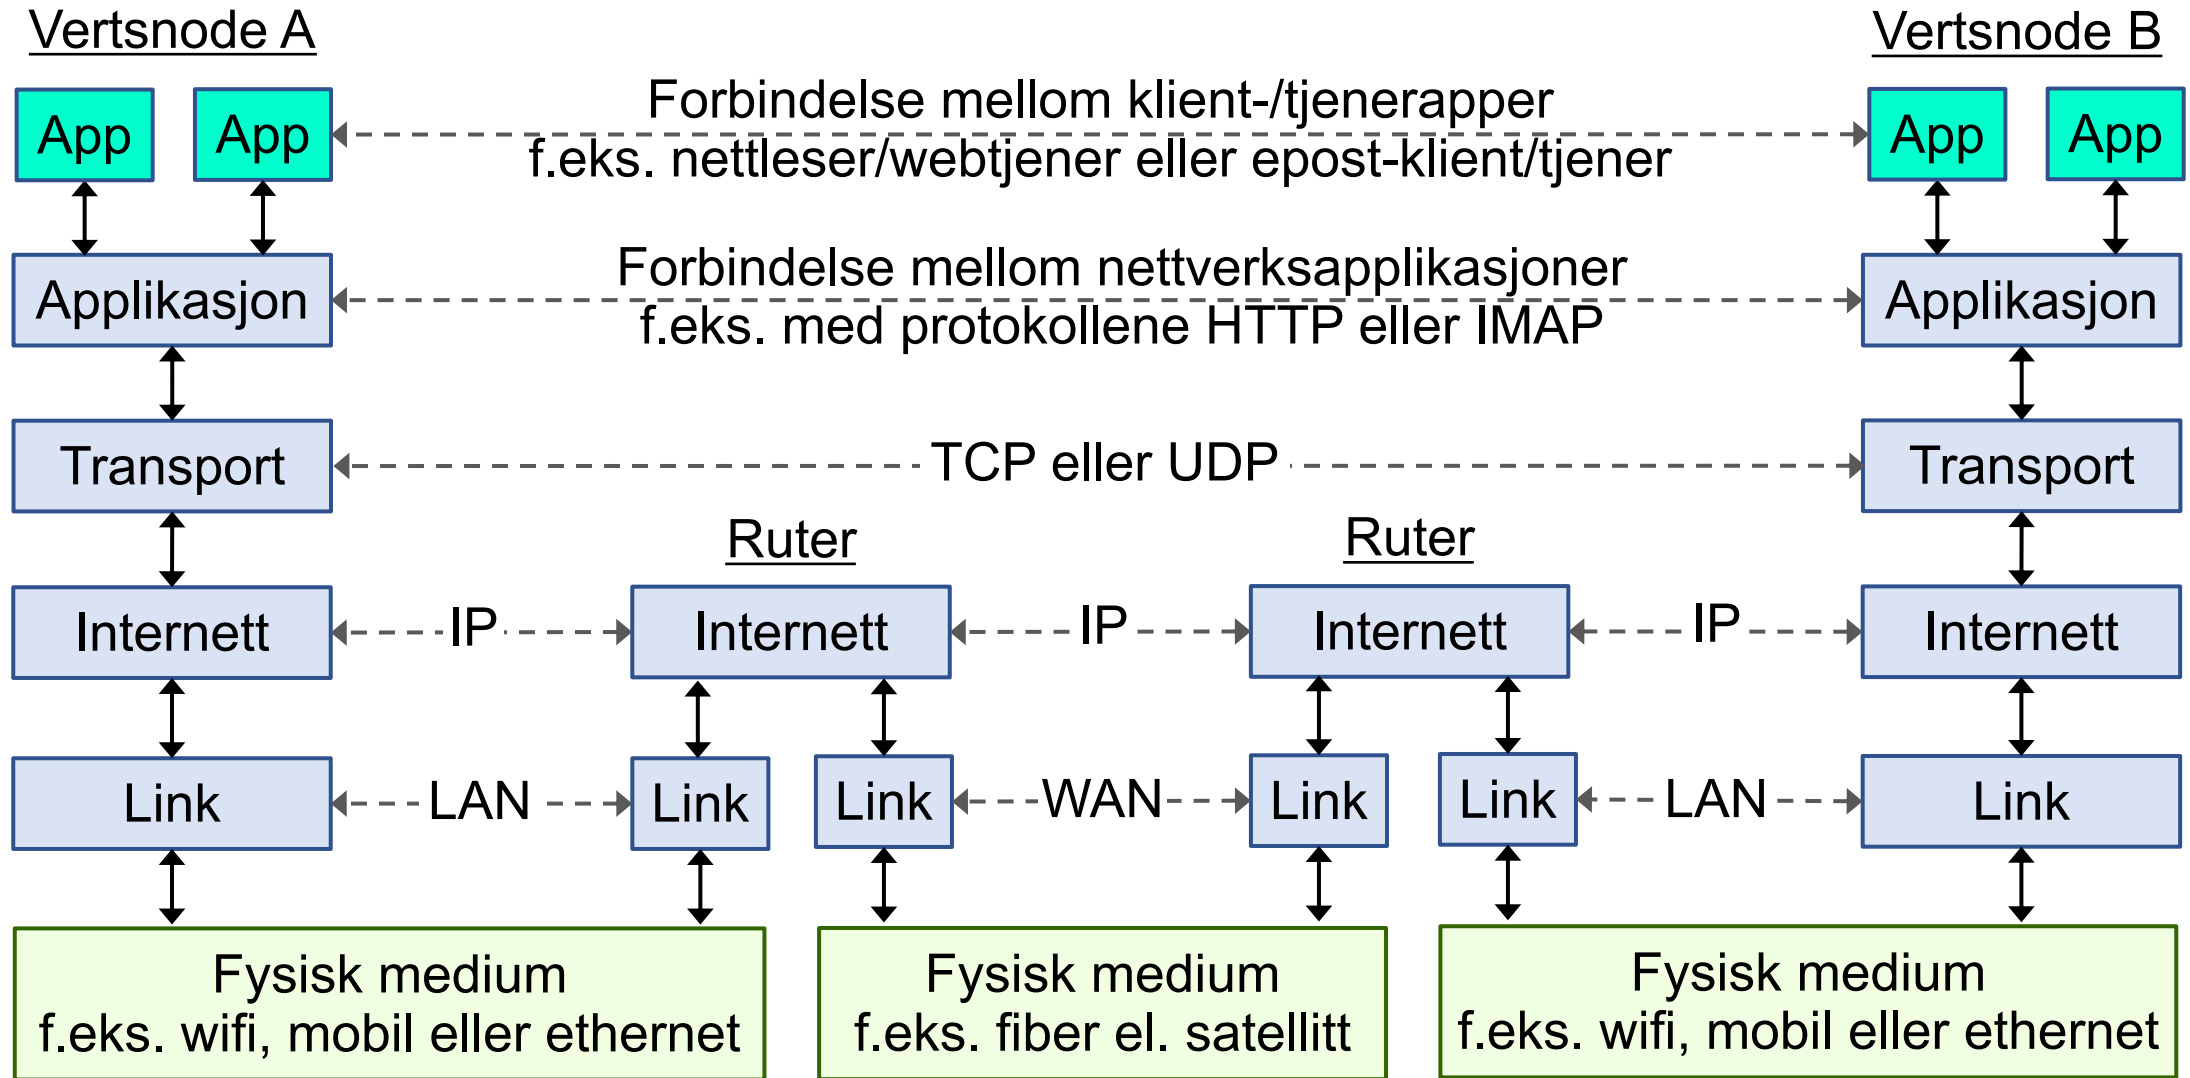 Vertsnode A
Vertsnode B
App
App
Forbindelse mellom klient-/tjenerapper
f.eks. nettleser/webtjener eller epost-klient/tjener
App
App
Applikasjon
Forbindelse mellom nettverksapplikasjoner
f.eks. med protokollene HTTP eller IMAP
Applikasjon
Transport
TCP eller UDP
Transport
Ruter
Ruter
Internett
IP
Internett
IP
Internett
IP
Internett
Link
LAN
Link
Link
WAN
Link
Link
LAN
Link
Fysisk medium
f.eks. wifi, mobil eller ethernet
Fysisk medium
f.eks. fiber el. satellitt
Fysisk medium
f.eks. wifi, mobil eller ethernet